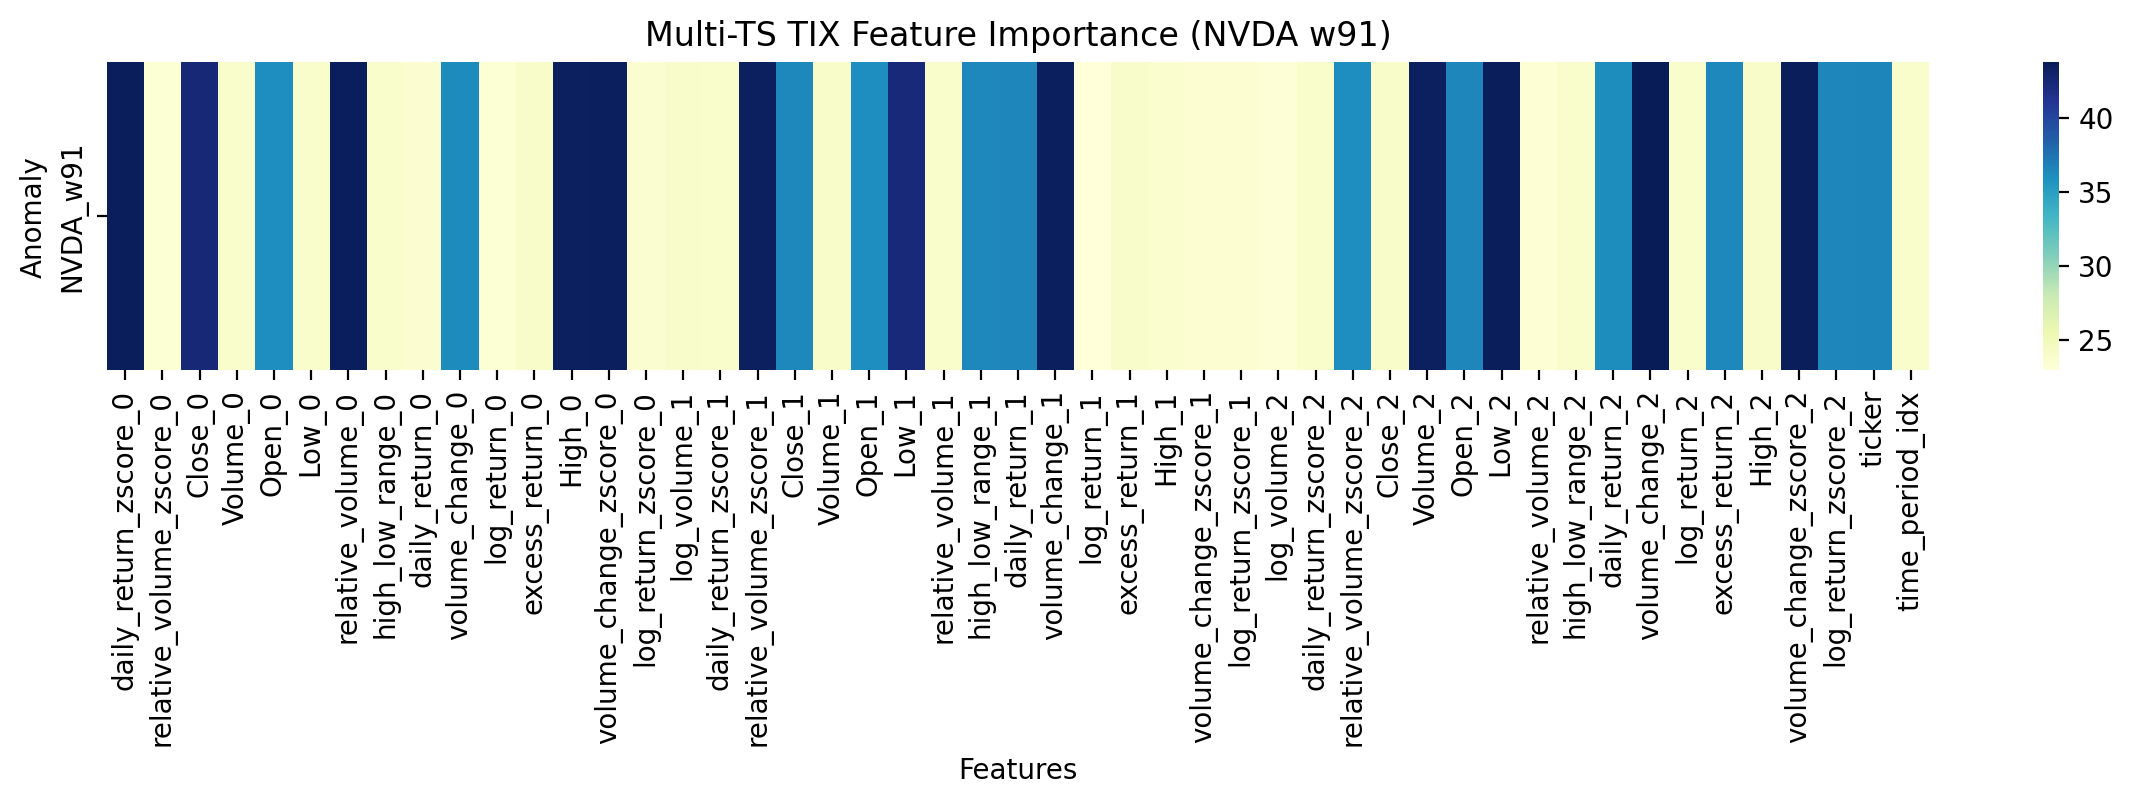 Multi-TS TIX Feature Importance (NVDA w91)
Anomaly
NVDA_w91
40
35
30
25
daily_return_zscore_0
relative_volume_zscore_0
Close_0
Volume_0
Open_0
Low_0
relative_volume_0
high_low_range_0
daily_return_0
volume_change_0
log_return_0
excess_return_0
High_0
volume_change_zscore_0
log_return_zscore_0
log_volume_1
daily_return_zscore_1
relative_volume_zscore_1
Close_1
Volume_1
Open_1
Low_1
relative_volume_1
high_low_range_1
daily_return_1
volume_change_1
log_return_1
excess_return_1
High_1
volume_change_zscore_1
log_return_zscore_1
log_volume_2
daily_return_zscore_2
relative_volume_zscore_2
Close_2
Volume_2
Open_2
Low_2
relative_volume_2
high_low_range_2
daily_return_2
volume_change_2
log_return_2
excess_return_2
High_2
volume_change_zscore_2
log_return_zscore_2
ticker
time_period_idx
Features